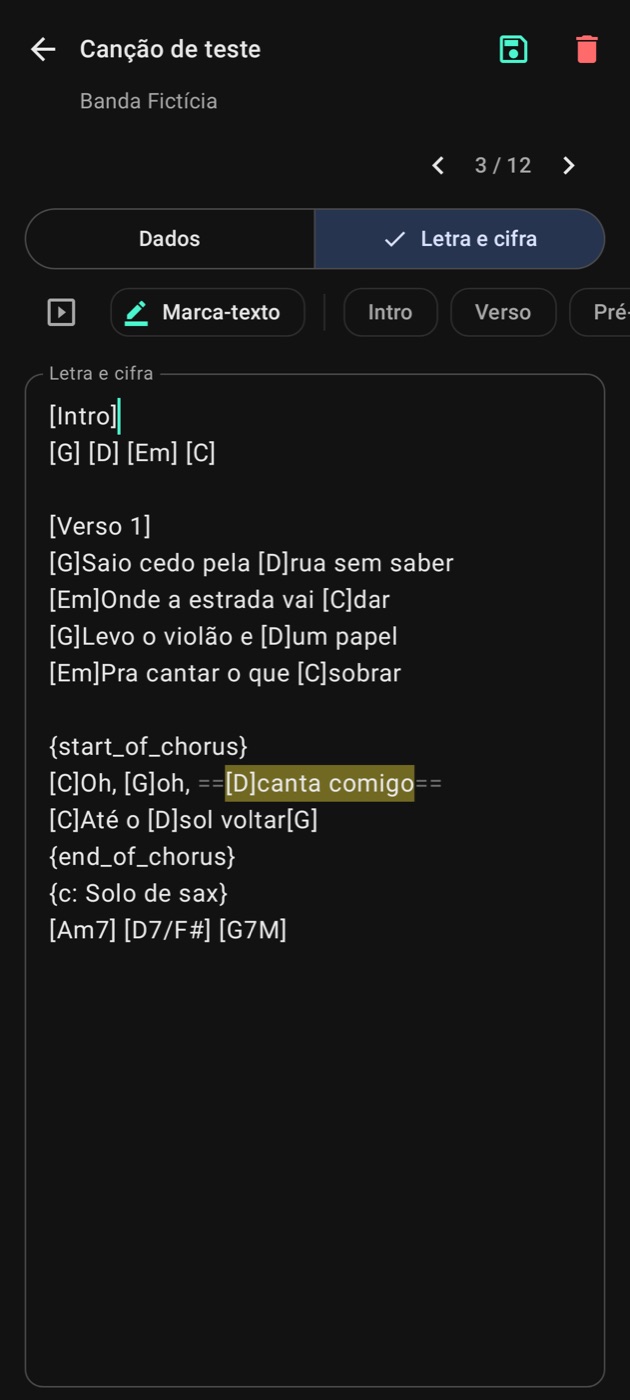 Canção de teste
Banda Fictícia
3 / 12
Dados
Letra e cifra
Marca-texto
Intro
Verso
Pré-
Letra e cifra
[Intro]
[G] [D] [Em] [C]

[Verso 1]
[G]Saio cedo pela [D]rua sem saber
[Em]Onde a estrada vai [C]dar
[G]Levo o violão e [D]um papel
[Em]Pra cantar o que [C]sobrar

{start_of_chorus}
[C]Oh, [G]oh, ==[D]canta comigo==
[C]Até o [D]sol voltar[G]
{end_of_chorus}
{c: Solo de sax}
[Am7] [D7/F#] [G7M]